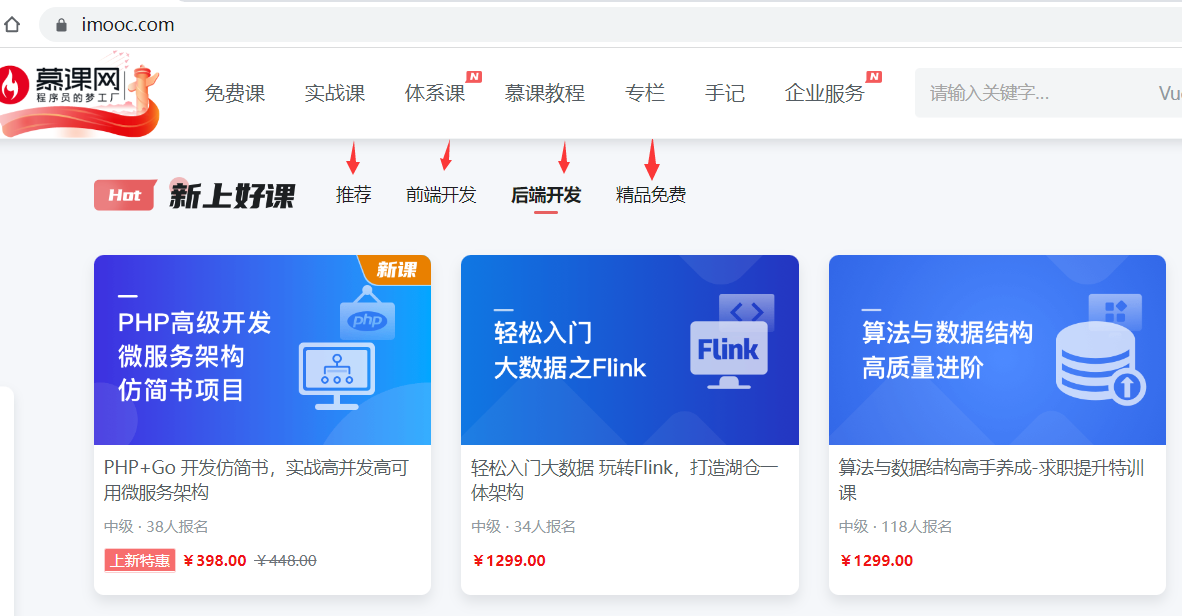 imooc.com
慕课网
程序员的梦工厂
免费课 实战课 体系课 N 慕课教程 专栏 手记 企业服务 N 请输入关键字... Vue
Hot 新上好课 推荐 前端开发 后端开发 精品免费
新课
PHP高级开发
微服务架构
仿简书项目
php
轻松入门
大数据之Flink
Flink
算法与数据结构
高质量进阶
PHP+Go 开发仿简书，实战高并发高可
用微服务架构
中级 · 38人报名
上新特惠 ￥398.00 ￥448.00
轻松入门大数据 玩转Flink，打造湖仓一
体架构
中级 · 34人报名
￥1299.00
算法与数据结构高手养成-求职提升特训
课
中级 · 118人报名
￥1299.00